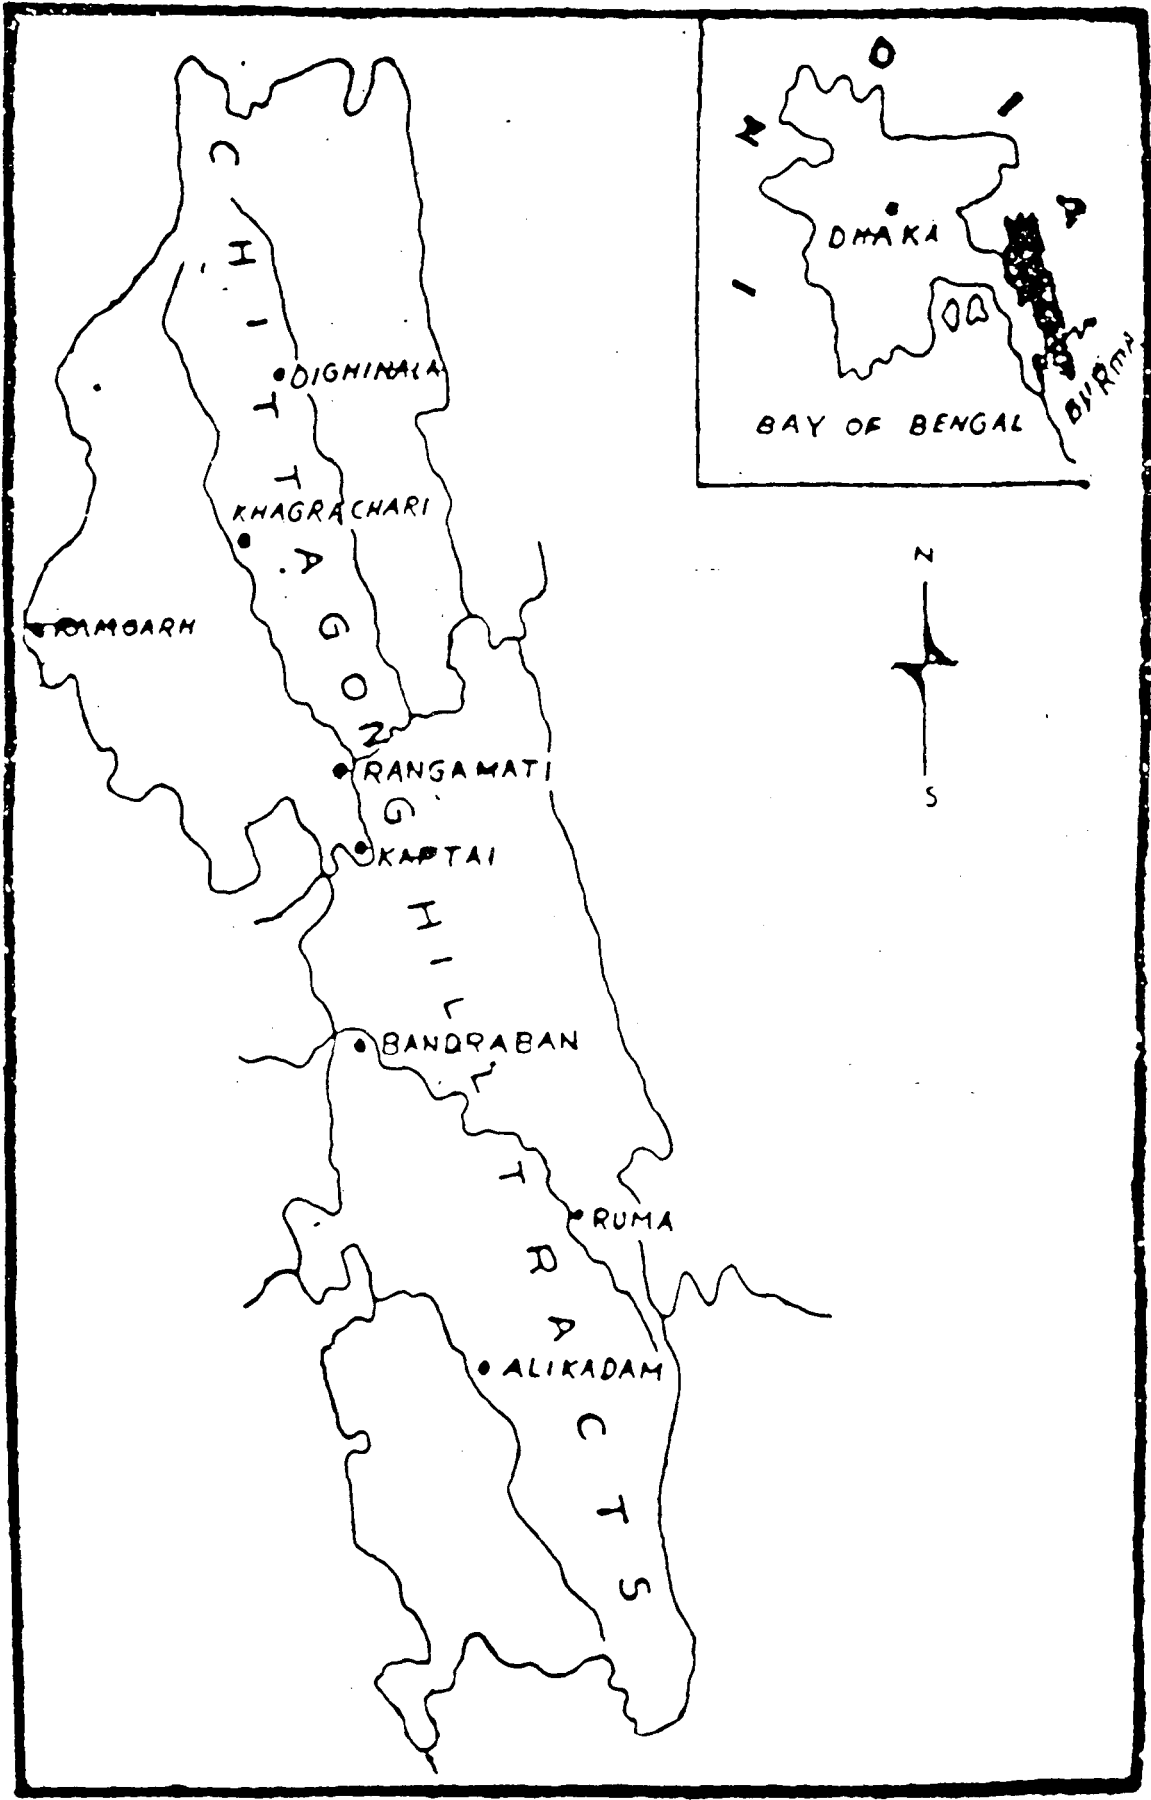 CHITTAGONG HILL TRACTS
DIGHINALA
KHAGRACHARI
RANGAMATI
KAPTAI
BANDRABAN
RUMA
ALIKADAM
INDIA
DHAKA
BURMA
BAY OF BENGAL
N
S